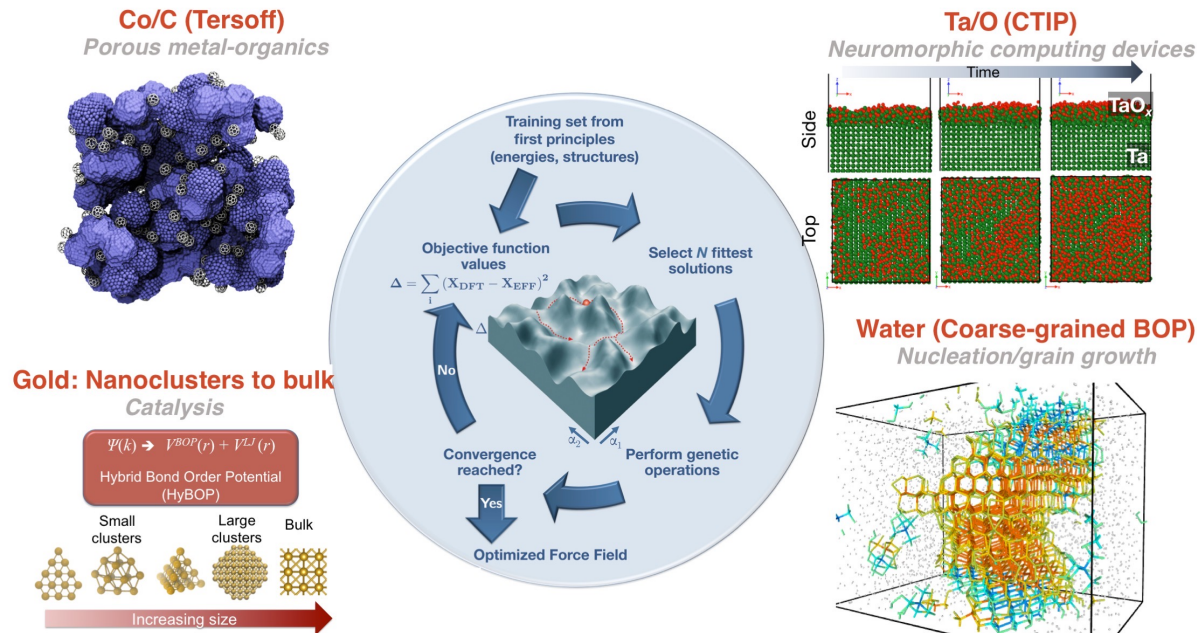 Co/C (Tersoff)
Porous metal-organics
Gold: Nanoclusters to bulk
Catalysis
Ψ(k) ➔ V^BOP(r) + V^LJ(r)
Hybrid Bond Order Potential
(HyBOP)
Small
clusters
Large
clusters
Bulk
Increasing size
Training set from
first principles
(energies, structures)
Objective function
values
Δ = ∑_i (X_DFT − X_EFF)²
Δ
Select N fittest
solutions
No
α₂
α₁
Convergence
reached?
Perform genetic
operations
Yes
Optimized Force Field
Ta/O (CTIP)
Neuromorphic computing devices
Time
Side
TaOₓ
Ta
Top
Water (Coarse-grained BOP)
Nucleation/grain growth